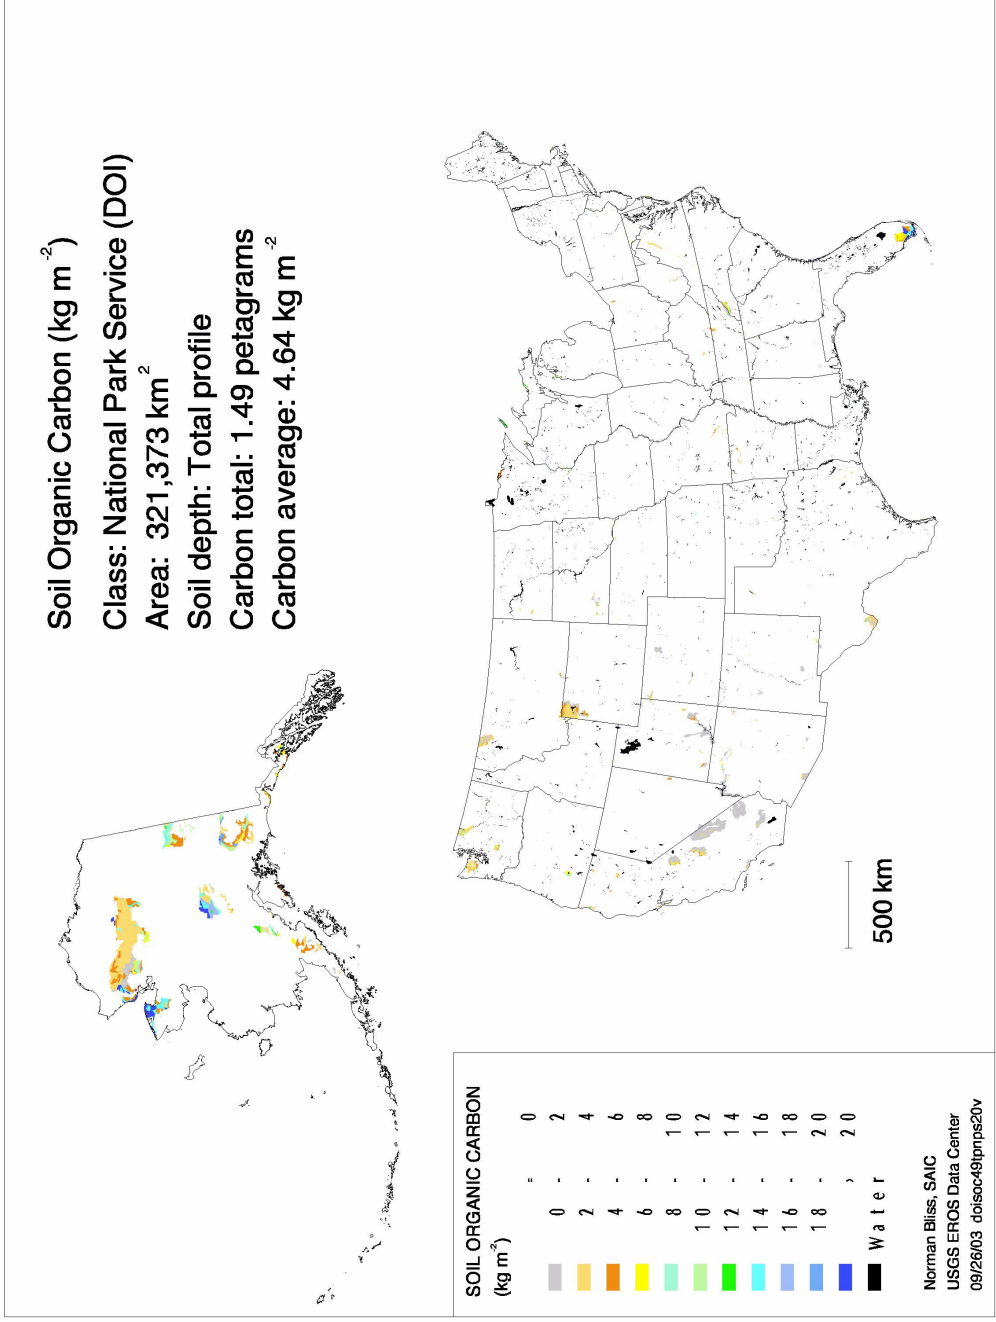 Soil Organic Carbon (kg m-2)
Class: National Park Service (DOI)
Area: 321,373 km2
Soil depth: Total profile
Carbon total: 1.49 petagrams
Carbon average: 4.64 kg m-2
500 km
SOIL ORGANIC CARBON
(kg m-2)
= 0
0 - 2
2 - 4
4 - 6
6 - 8
8 - 10
10 - 12
12 - 14
14 - 16
16 - 18
18 - 20
> 20
Water
Norman Bliss, SAIC
USGS EROS Data Center
09/26/03 doisoc49tpnps20v